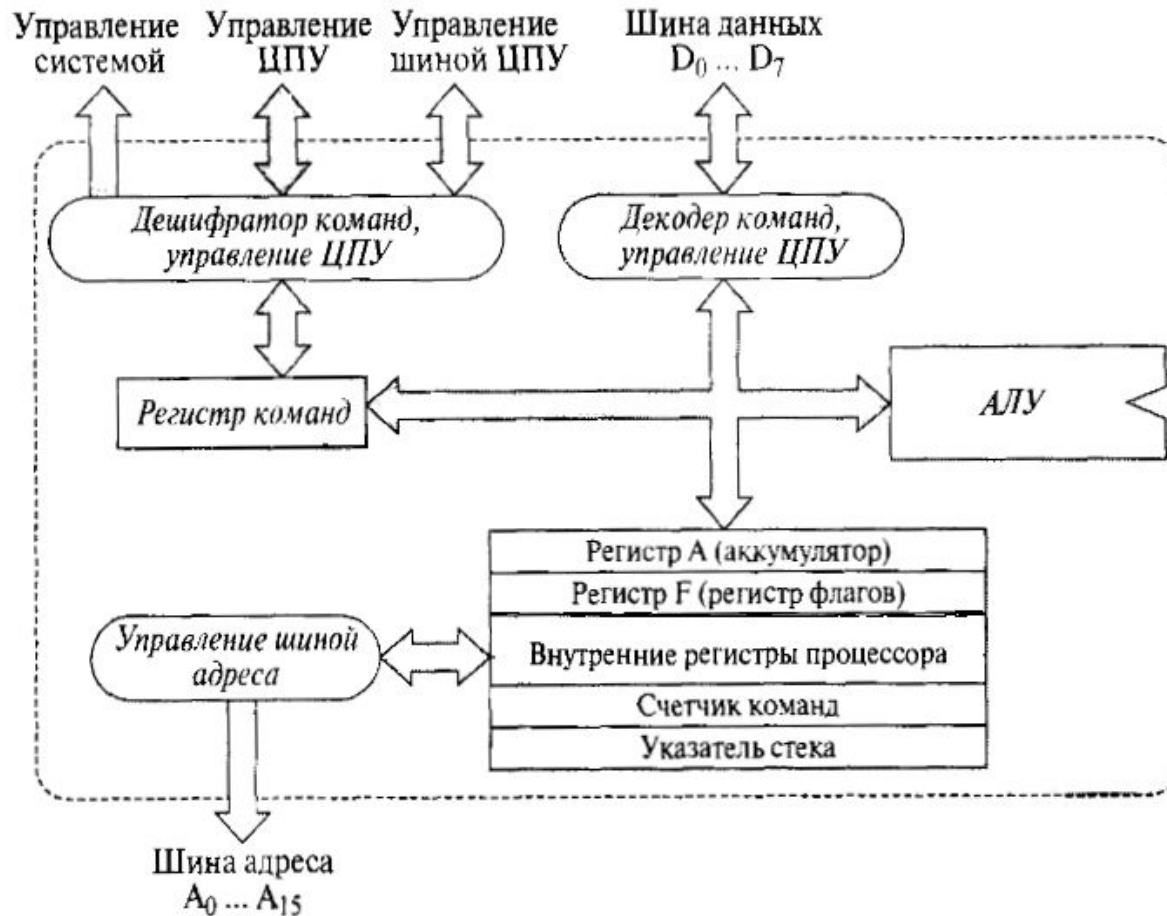 Управление
системой
Управление
ЦПУ
Управление
шиной ЦПУ
Шина данных
D₀ ... D₇
Дешифратор команд,
управление ЦПУ
Декодер команд,
управление ЦПУ
Регистр команд
АЛУ
Регистр А (аккумулятор)
Регистр F (регистр флагов)
Внутренние регистры процессора
Счетчик команд
Указатель стека
Управление шиной
адреса
Шина адреса
A₀ ... A₁₅